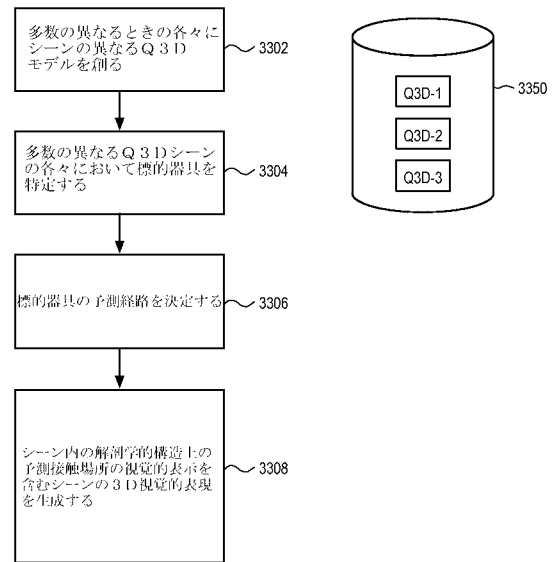 多数の異なるときの各々に
シーンの異なるQ3D
モデルを創る
3302
多数の異なるQ3Dシーン
の各々において標的器具を
特定する
3304
標的器具の予測経路を決定する
3306
シーン内の解剖学的構造上の
予測接触場所の視覚的表示を
含むシーンの3D視覚的表現
を生成する
3308
Q3D-1
Q3D-2
Q3D-3
3350